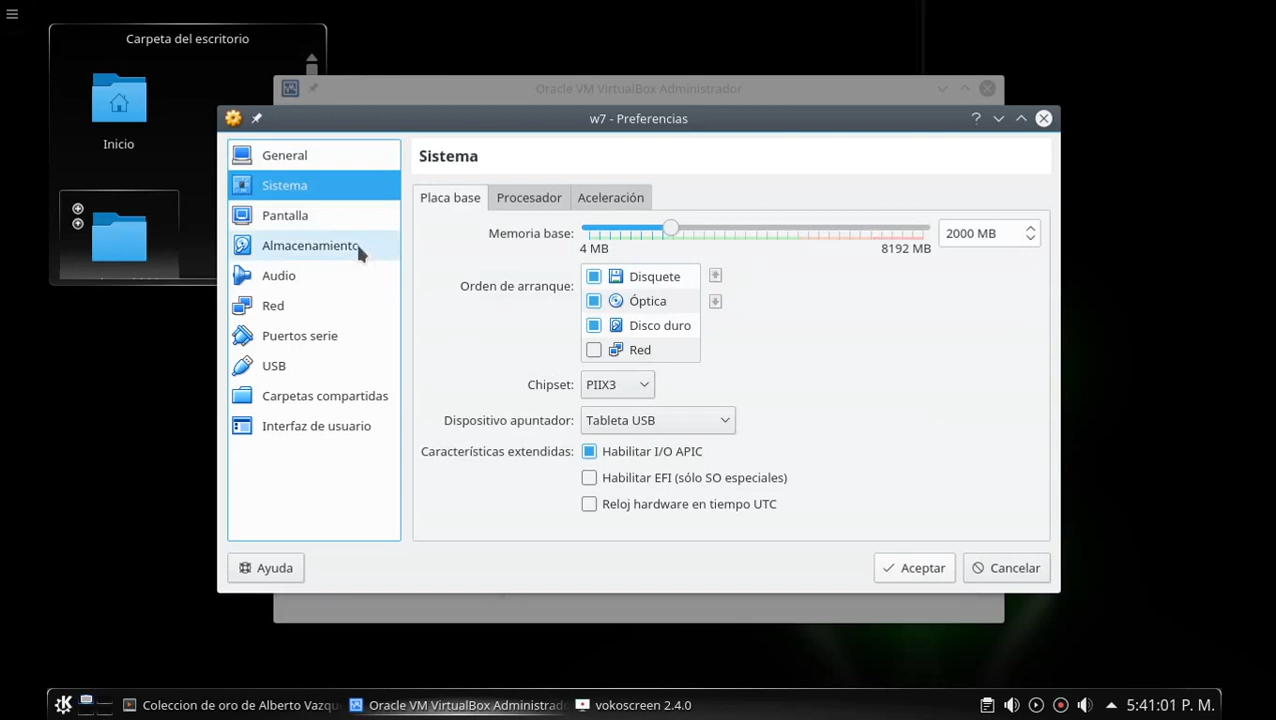 Carpeta del escritorio
Inicio
Oracle VM VirtualBox Administrador
w7 - Preferencias
General
Sistema
Pantalla
Almacenamiento
Audio
Red
Puertos serie
USB
Carpetas compartidas
Interfaz de usuario
Sistema
Placa base
Procesador
Aceleración
Memoria base:
4 MB
8192 MB
2000 MB
Orden de arranque:
Disquete
Óptica
Disco duro
Red
Chipset:
PIIX3
Dispositivo apuntador:
Tableta USB
Características extendidas:
Habilitar I/O APIC
Habilitar EFI (sólo SO especiales)
Reloj hardware en tiempo UTC
Ayuda
Aceptar
Cancelar
Coleccion de oro de Alberto Vazqu
Oracle VM VirtualBox Administrado
vokoscreen 2.4.0
5:41:01 P. M.